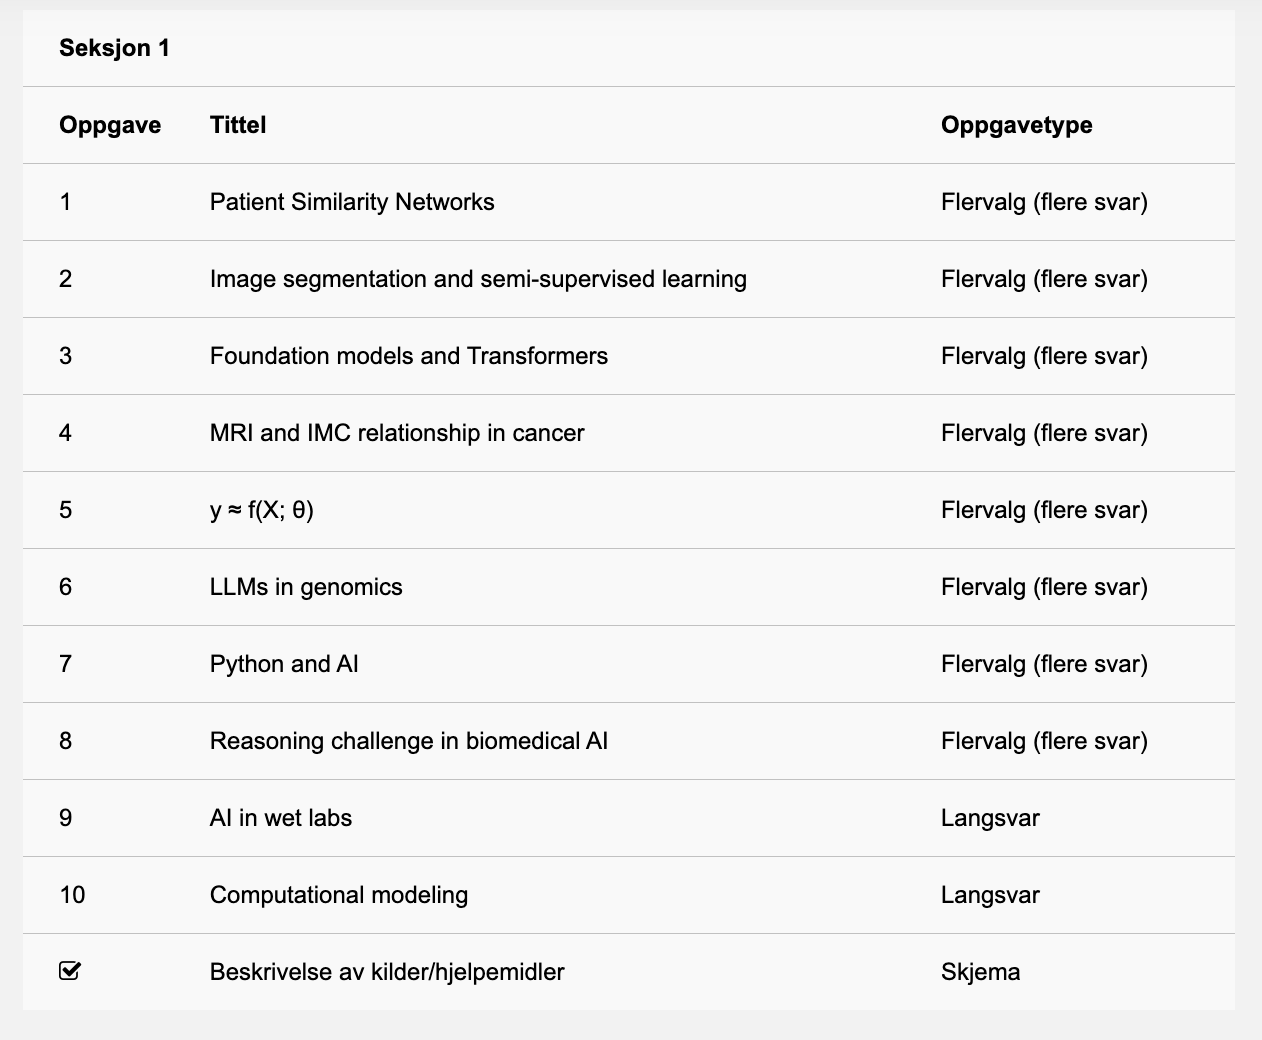 Seksjon 1
Oppgave Tittel Oppgavetype
1 Patient Similarity Networks Flervalg (flere svar)
2 Image segmentation and semi-supervised learning Flervalg (flere svar)
3 Foundation models and Transformers Flervalg (flere svar)
4 MRI and IMC relationship in cancer Flervalg (flere svar)
5 y ≈ f(X; θ) Flervalg (flere svar)
6 LLMs in genomics Flervalg (flere svar)
7 Python and AI Flervalg (flere svar)
8 Reasoning challenge in biomedical AI Flervalg (flere svar)
9 AI in wet labs Langsvar
10 Computational modeling Langsvar
Beskrivelse av kilder/hjelpemidler Skjema